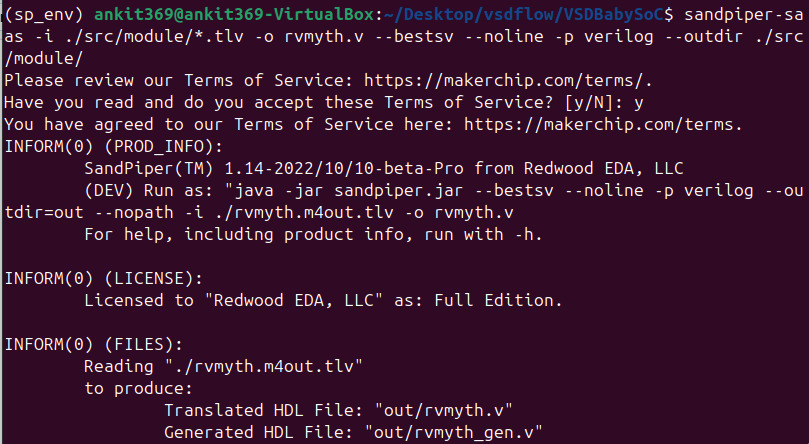 (sp_env) ankit369@ankit369-VirtualBox:~/Desktop/vsdflow/VSDBabySoC$ sandpiper-sa
as -i ./src/module/*.tlv -o rvmyth.v --bestsv --noline -p verilog --outdir ./src
/module/
Please review our Terms of Service: https://makerchip.com/terms/.
Have you read and do you accept these Terms of Service? [y/N]: y
You have agreed to our Terms of Service here: https://makerchip.com/terms.
INFORM(0) (PROD_INFO):
SandPiper(TM) 1.14-2022/10/10-beta-Pro from Redwood EDA, LLC
(DEV) Run as: "java -jar sandpiper.jar --bestsv --noline -p verilog --ou
tdir=out --nopath -i ./rvmyth.m4out.tlv -o rvmyth.v
For help, including product info, run with -h.
INFORM(0) (LICENSE):
Licensed to "Redwood EDA, LLC" as: Full Edition.
INFORM(0) (FILES):
Reading "./rvmyth.m4out.tlv"
to produce:
Translated HDL File: "out/rvmyth.v"
Generated HDL File: "out/rvmyth_gen.v"